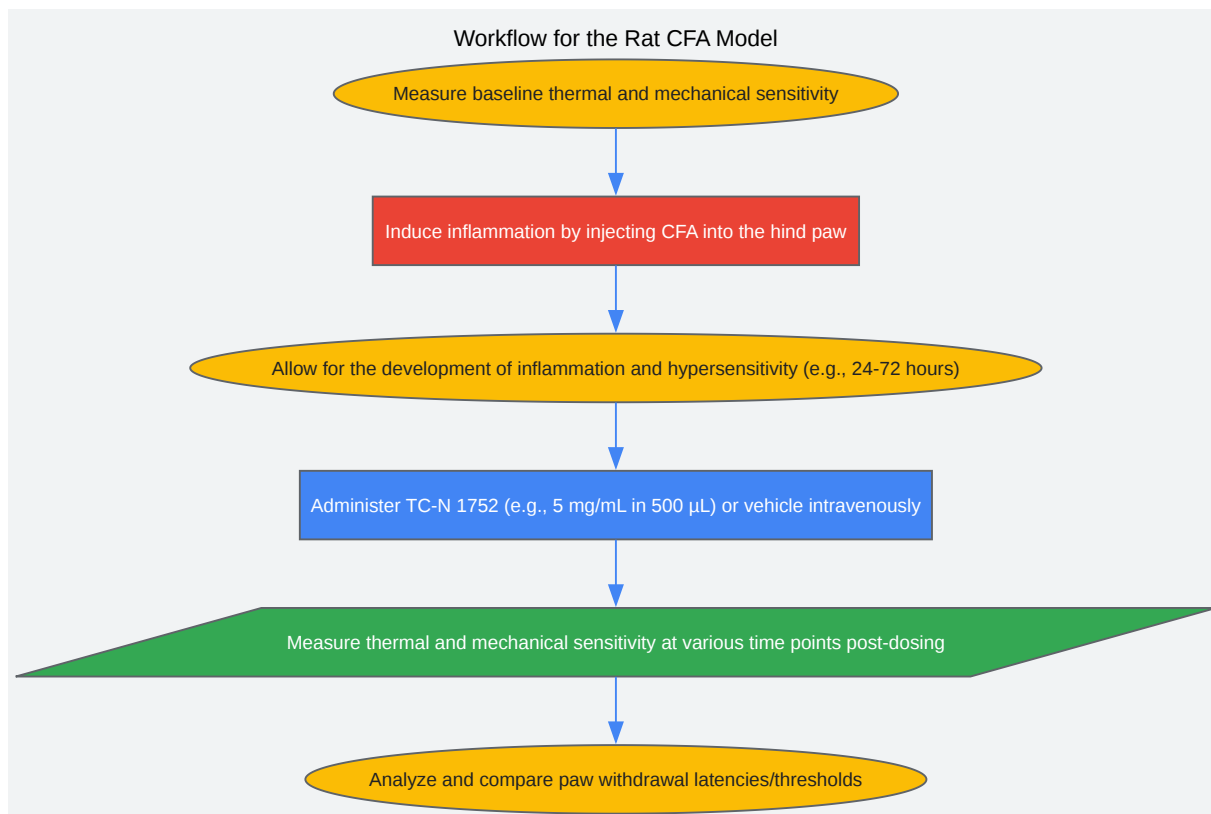 Workflow for the Rat CFA Model
Measure baseline thermal and mechanical sensitivity
Induce inflammation by injecting CFA into the hind paw
Allow for the development of inflammation and hypersensitivity (e.g., 24-72 hours)
Administer TC-N 1752 (e.g., 5 mg/mL in 500 µL) or vehicle intravenously
Measure thermal and mechanical sensitivity at various time points post-dosing
Analyze and compare paw withdrawal latencies/thresholds